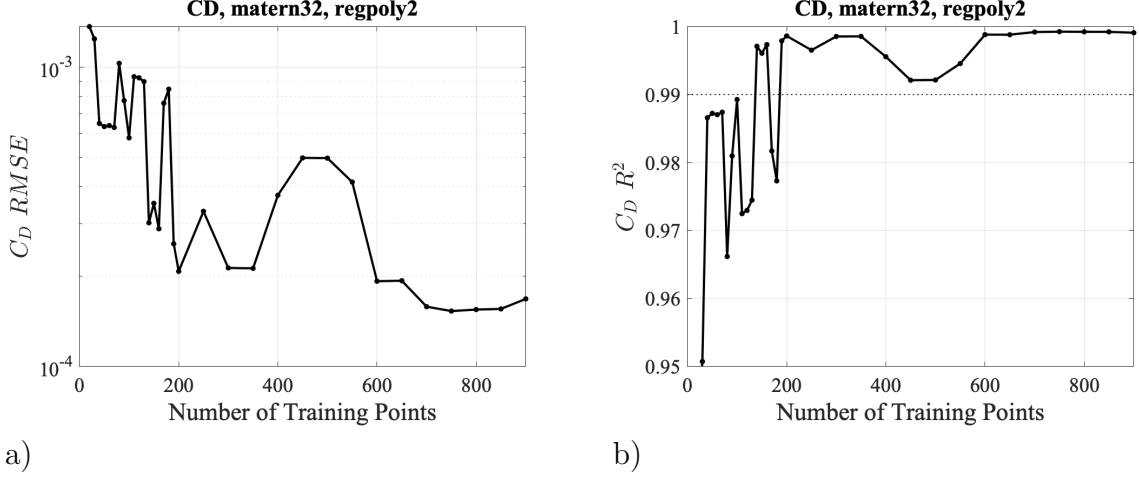 CD, matern32, regpoly2
10^-3
10^-4
C_D RMSE
0 200 400 600 800
Number of Training Points
a)
CD, matern32, regpoly2
1
0.99
0.98
0.97
0.96
0.95
C_D R^2
0 200 400 600 800
Number of Training Points
b)